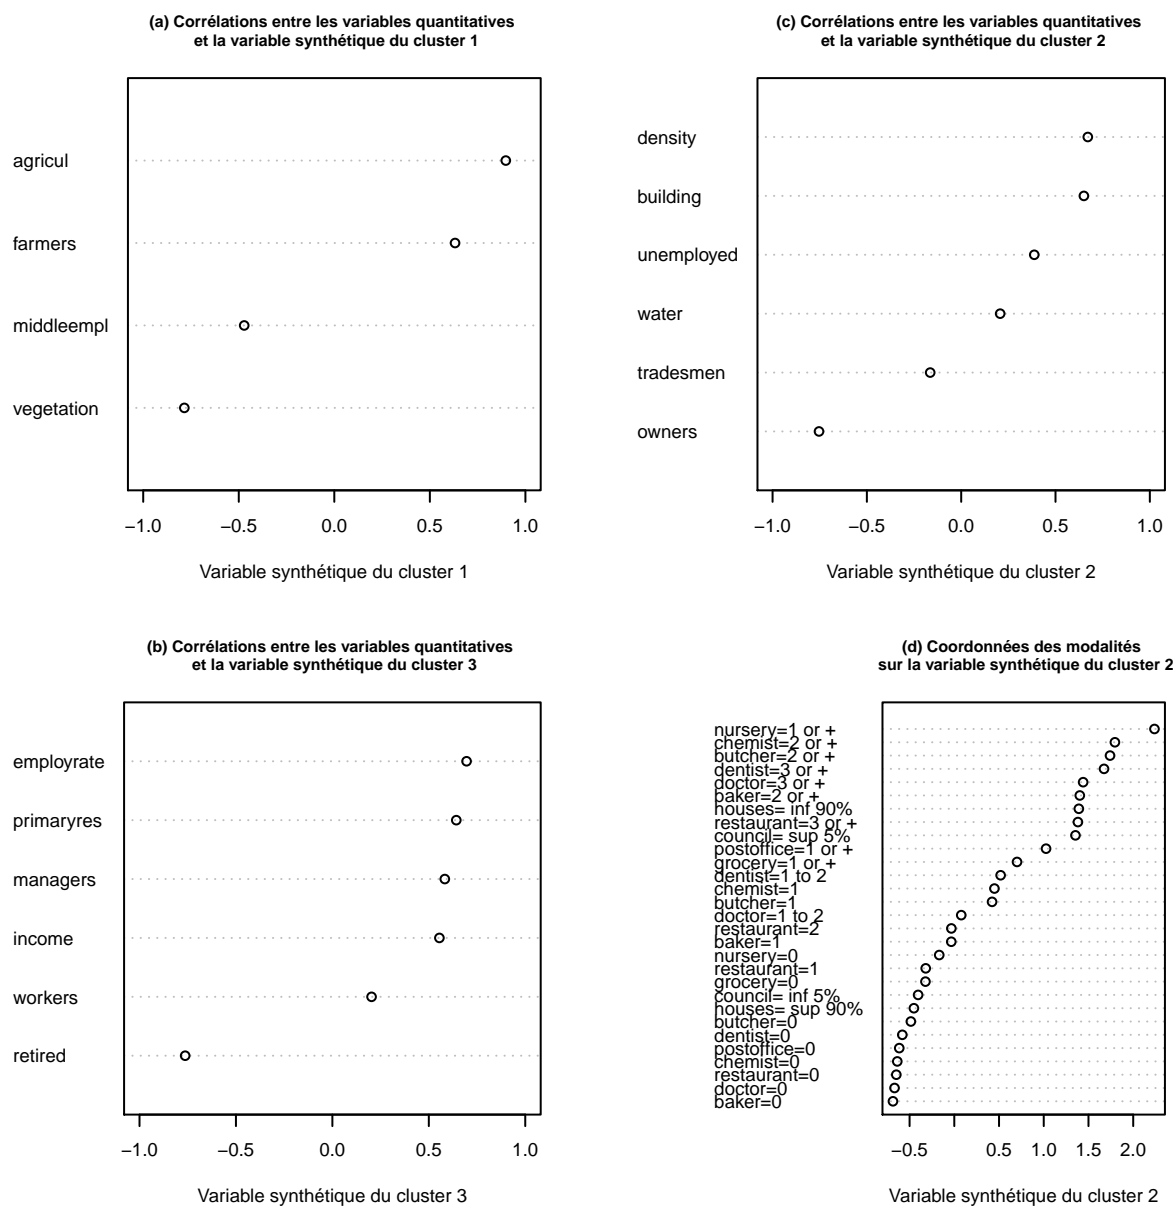 (a) Corrélations entre les variables quantitatives
et la variable synthétique du cluster 1
agricul
farmers
middleempl
vegetation
−1.0 −0.5 0.0 0.5 1.0
Variable synthétique du cluster 1
(c) Corrélations entre les variables quantitatives
et la variable synthétique du cluster 2
density
building
unemployed
water
tradesmen
owners
−1.0 −0.5 0.0 0.5 1.0
Variable synthétique du cluster 2
(b) Corrélations entre les variables quantitatives
et la variable synthétique du cluster 3
employrate
primaryres
managers
income
workers
retired
−1.0 −0.5 0.0 0.5 1.0
Variable synthétique du cluster 3
(d) Coordonnées des modalités
sur la variable synthétique du cluster 2
nursery=1 or +
chemist=2 or +
butcher=2 or +
dentist=3 or +
doctor=3 or +
baker=2 or +
houses= inf 90%
restaurant=3 or +
council= sup 5%
postoffice=1 or +
grocery=1 or +
dentist=1 to 2
chemist=1
butcher=1
doctor=1 to 2
restaurant=2
baker=1
nursery=0
restaurant=1
grocery=0
council= inf 5%
houses= sup 90%
butcher=0
dentist=0
postoffice=0
chemist=0
restaurant=0
doctor=0
baker=0
−0.5 0.5 1.0 1.5 2.0
Variable synthétique du cluster 2